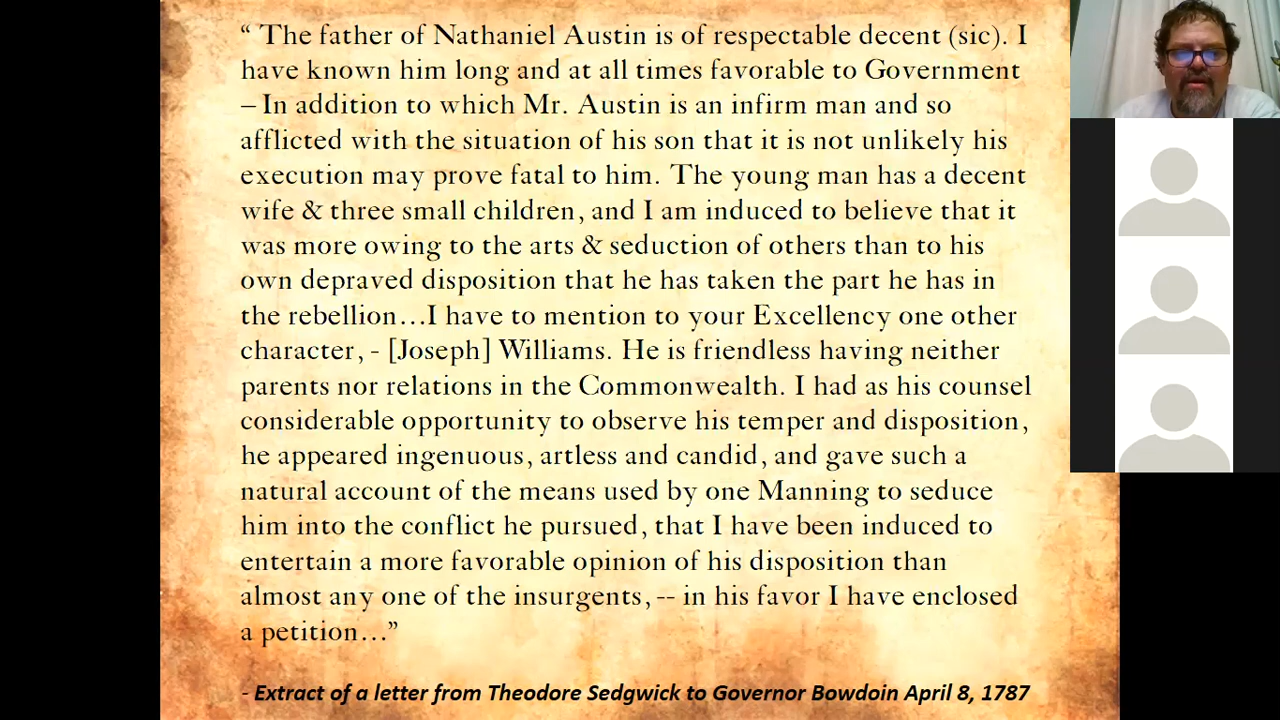 “ The father of Nathaniel Austin is of respectable decent (sic). I
have known him long and at all times favorable to Government
– In addition to which Mr. Austin is an infirm man and so
afflicted with the situation of his son that it is not unlikely his
execution may prove fatal to him. The young man has a decent
wife & three small children, and I am induced to believe that it
was more owing to the arts & seduction of others than to his
own depraved disposition that he has taken the part he has in
the rebellion…I have to mention to your Excellency one other
character, - [Joseph] Williams. He is friendless having neither
parents nor relations in the Commonwealth. I had as his counsel
considerable opportunity to observe his temper and disposition,
he appeared ingenuous, artless and candid, and gave such a
natural account of the means used by one Manning to seduce
him into the conflict he pursued, that I have been induced to
entertain a more favorable opinion of his disposition than
almost any one of the insurgents, -- in his favor I have enclosed
a petition…”
- Extract of a letter from Theodore Sedgwick to Governor Bowdoin April 8, 1787